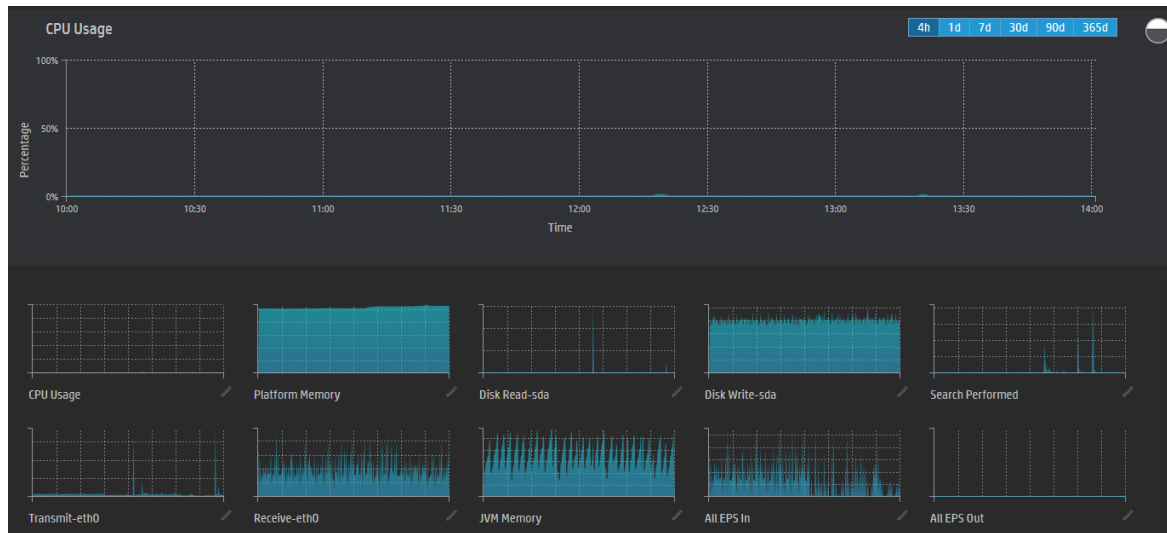 CPU Usage
4h 1d 7d 30d 90d 365d
100%
50%
0%
Percentage
10:00 10:30 11:00 11:30 12:00 12:30 13:00 13:30 14:00
Time
CPU Usage Platform Memory Disk Read-sda Disk Write-sda Search Performed
Transmit-eth0 Receive-eth0 JVM Memory All EPS In All EPS Out